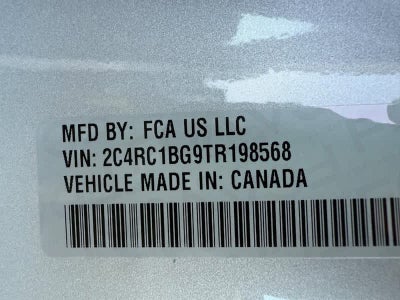 MFD BY: FCA US LLC
VIN: 2C4RC1BG9TR198568
VEHICLE MADE IN: CANADA